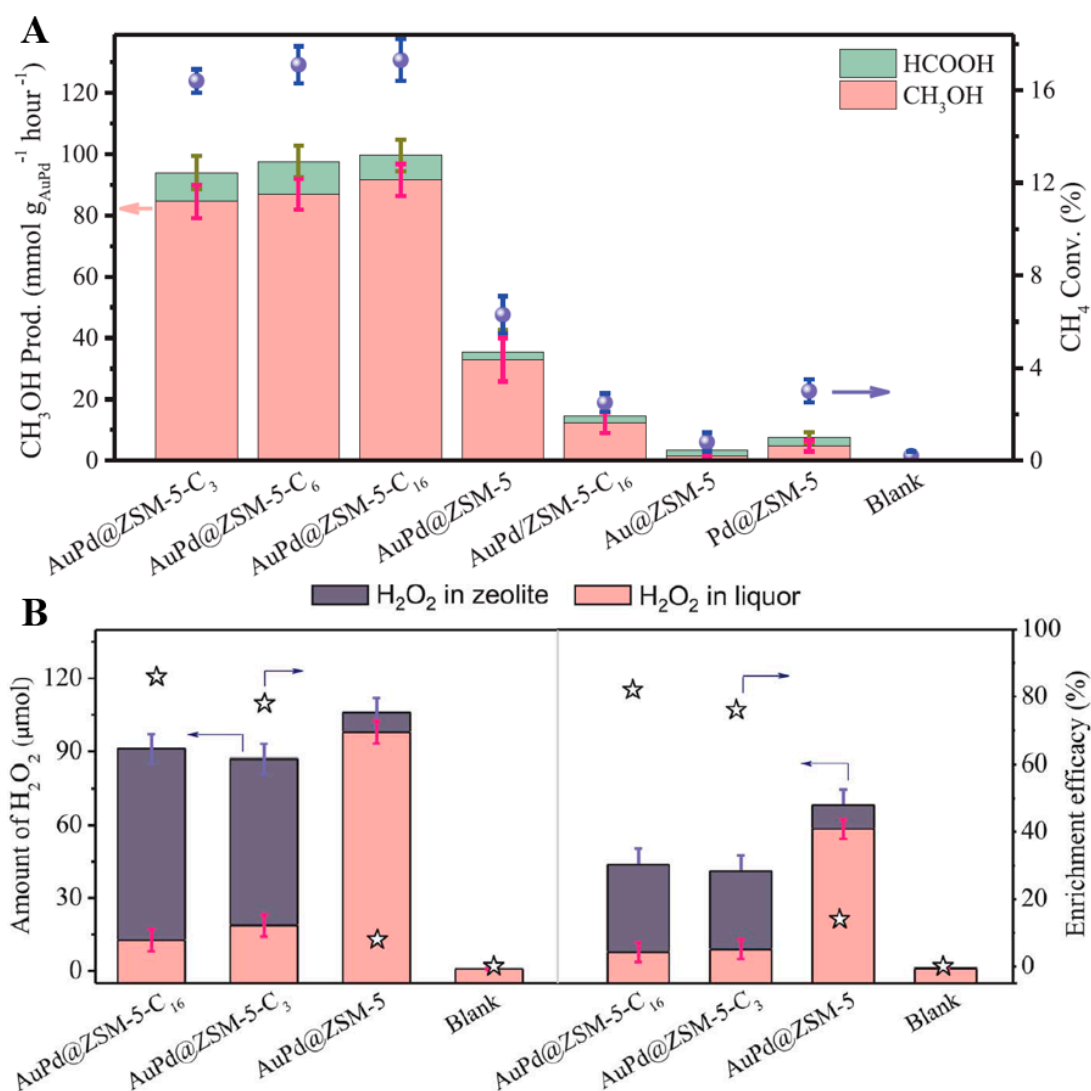 A
HCOOH
CH₃OH
CH₃OH Prod. (mmol g_AuPd⁻¹ hour⁻¹)
0
20
40
60
80
100
120
CH₄ Conv. (%)
0
4
8
12
16
AuPd@ZSM-5-C₃
AuPd@ZSM-5-C₆
AuPd@ZSM-5-C₁₆
AuPd@ZSM-5
AuPd/ZSM-5-C₁₆
Au@ZSM-5
Pd@ZSM-5
Blank
B
H₂O₂ in zeolite
H₂O₂ in liquor
Amount of H₂O₂ (μmol)
0
30
60
90
120
Enrichment efficacy (%)
0
20
40
60
80
100
AuPd@ZSM-5-C₁₆
AuPd@ZSM-5-C₃
AuPd@ZSM-5
Blank
AuPd@ZSM-5-C₁₆
AuPd@ZSM-5-C₃
AuPd@ZSM-5
Blank